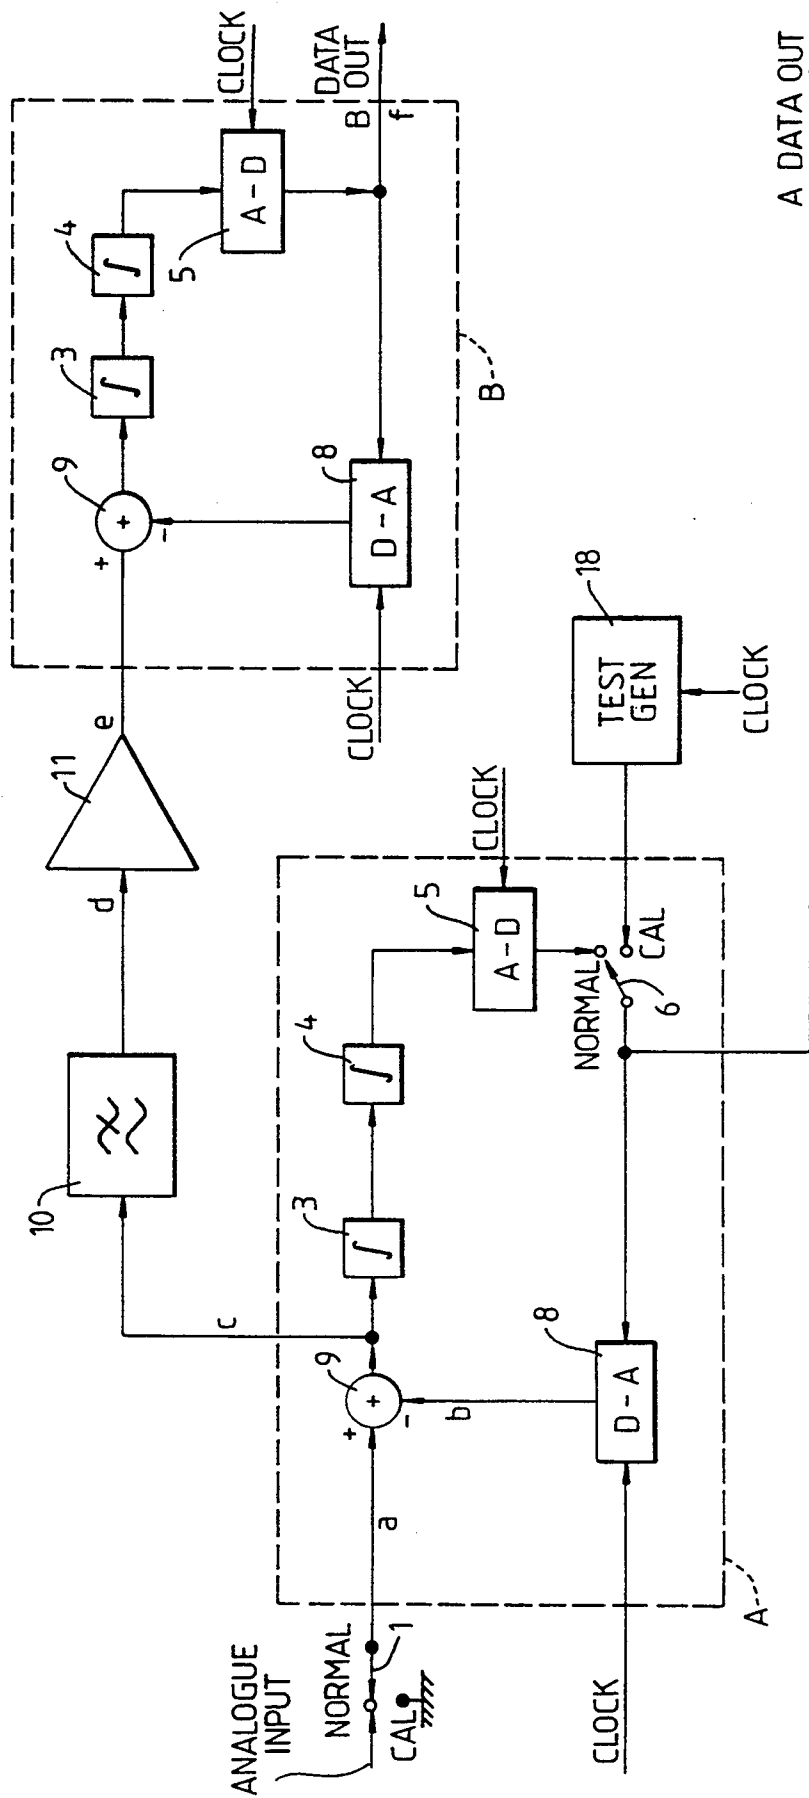 CLOCK
4
3
9
A - D
5
+
+
-
8
D - A
B
f
DATA
OUT
CLOCK
B
e
11
d
10
c
ANALOGUE
INPUT
NORMAL
1
CAL
a
+
+
-
9
3
4
b
8
D - A
CLOCK
5
A - D
CLOCK
NORMAL
CAL
6
A
18
TEST
GEN
CLOCK
A DATA OUT